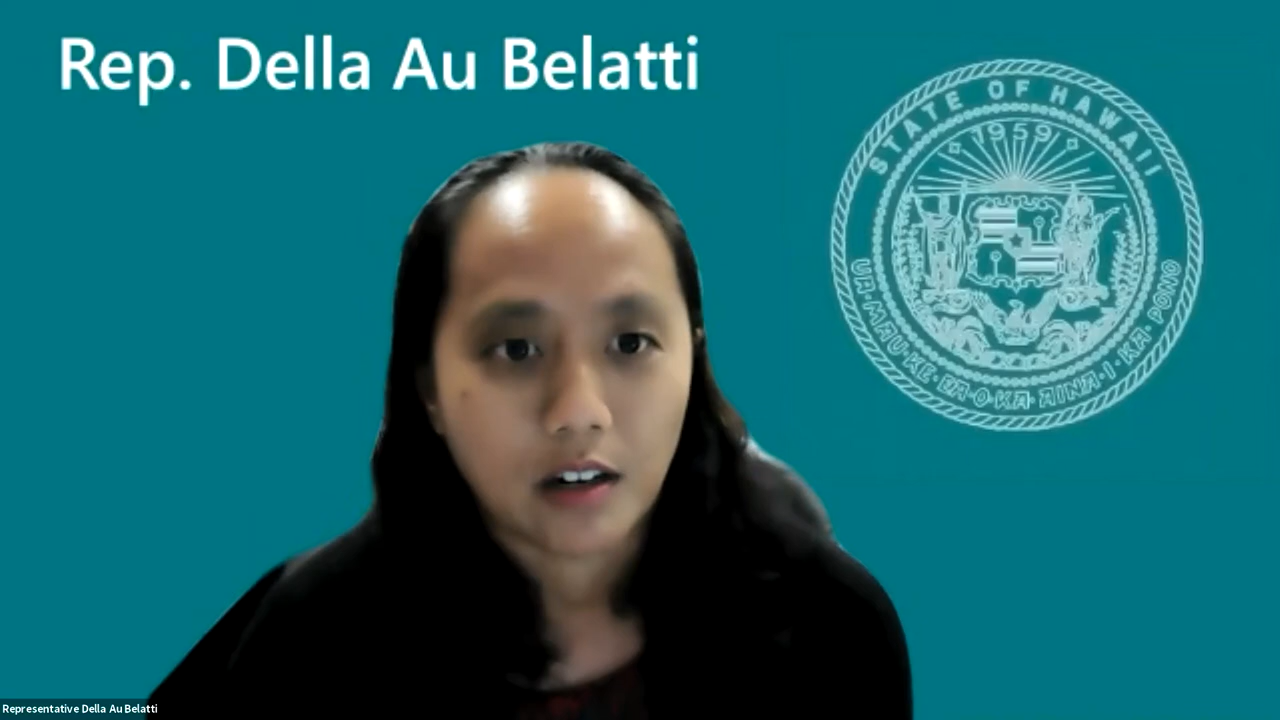 Rep. Della Au Belatti
STATE OF HAWAII
1959
UA·MAU·KE·EA·O·KA·AINA·I·KA·PONO
Representative Della Au Belatti